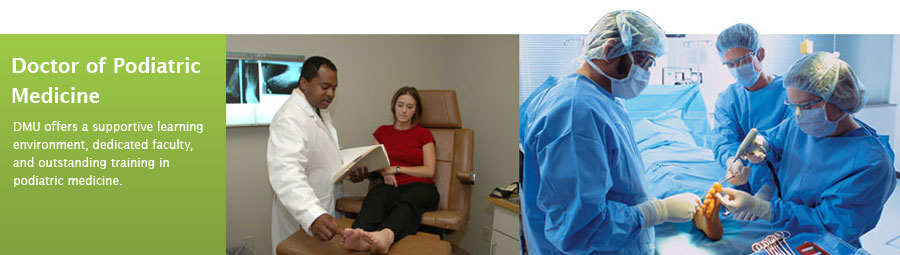 Doctor of Podiatric
Medicine
DMU offers a supportive learning
environment, dedicated faculty,
and outstanding training in
podiatric medicine.